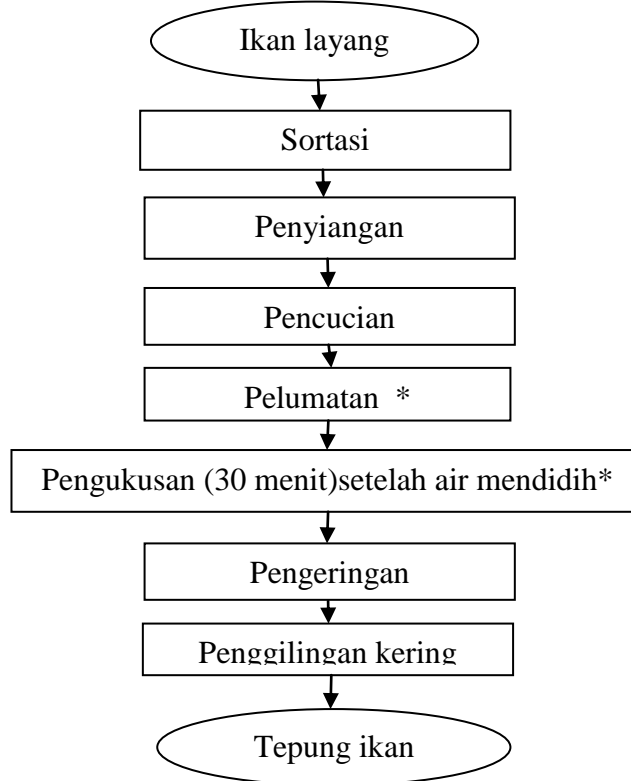 Ikan layang
Sortasi
Penyiangan
Pencucian
Pelumatan *
Pengukusan (30 menit)setelah air mendidih*
Pengeringan
Penggilingan kering
Tepung ikan